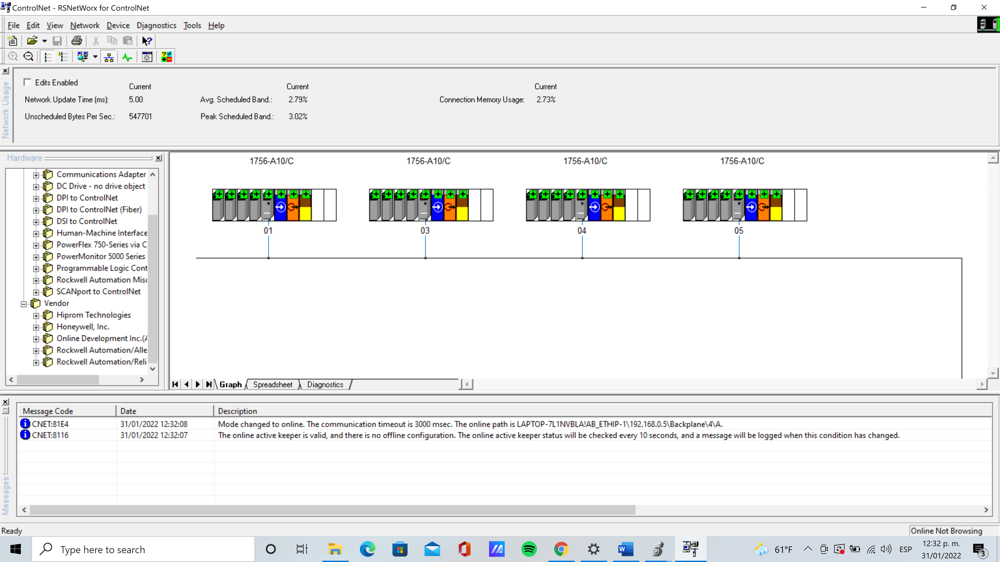 ControlNet - RSNetWorx for ControlNet
File Edit View Network Device Diagnostics Tools Help
Network Usage
Edits Enabled
Current Current Current
Network Update Time (ms): 5.00 Avg. Scheduled Band.: 2.79% Connection Memory Usage: 2.73%
Unscheduled Bytes Per Sec.: 547701 Peak Scheduled Band.: 3.02%
Hardware
Communications Adapter
DC Drive - no drive object
DPI to ControlNet
DPI to ControlNet (Fiber)
DSI to ControlNet
Human-Machine Interface
PowerFlex 750-Series via C
PowerMonitor 5000 Series
Programmable Logic Cont
Rockwell Automation Misc
SCANport to ControlNet
Vendor
Hiprom Technologies
Honeywell, Inc.
Online Development Inc.(A
Rockwell Automation/Alle
Rockwell Automation/Reli
1756-A10/C 1756-A10/C 1756-A10/C 1756-A10/C
01 03 04 05
Graph Spreadsheet Diagnostics
Messages
Message Code Date Description
CNET:81E4 31/01/2022 12:32:08 Mode changed to online. The communication timeout is 3000 msec. The online path is LAPTOP-7L1NVBLA!AB_ETHIP-1\192.168.0.5\Backplane\4\A.
CNET:8116 31/01/2022 12:32:07 The online active keeper is valid, and there is no offline configuration. The online active keeper status will be checked every 10 seconds, and a message will be logged when this condition has changed.
Ready Online Not Browsing
Type here to search
61°F ESP
12:32 p. m.
31/01/2022
3